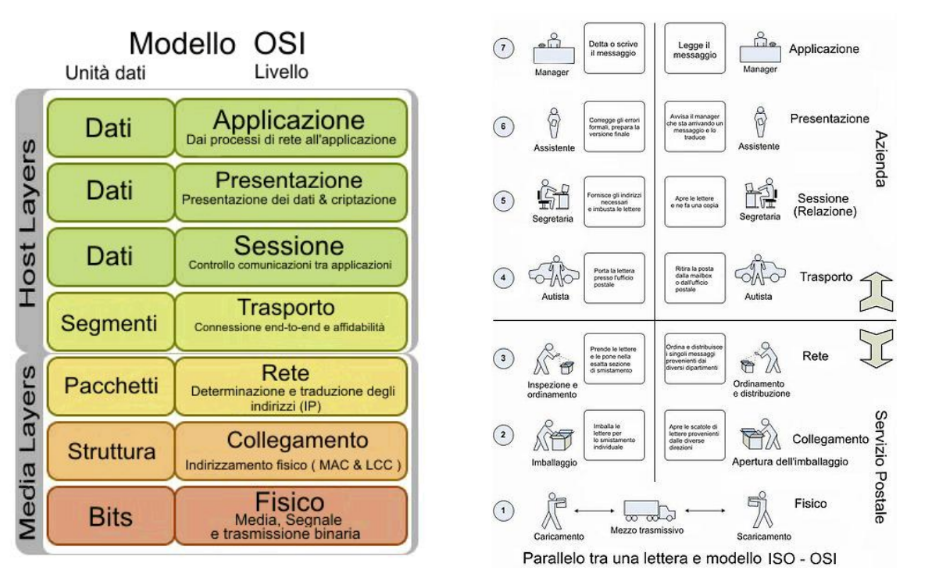 Modello OSI
Unità dati
Livello
Host Layers
Dati
Applicazione
Dai processi di rete all'applicazione
Dati
Presentazione
Presentazione dei dati & criptazione
Dati
Sessione
Controllo comunicazioni tra applicazioni
Segmenti
Trasporto
Connessione end-to-end e affidabilità
Media Layers
Pacchetti
Rete
Determinazione e traduzione degli
indirizzi (IP)
Struttura
Collegamento
Indirizzamento fisico ( MAC & LCC )
Bits
Fisico
Media, Segnale
e trasmissione binaria
7
Manager
Detta o scrive
il messaggio
Legge il
messaggio
Manager
Applicazione
6
Assistente
Corregge gli errori
formali, prepara la
versione finale
Avvisa il manager
che sta arrivando un
messaggio e lo
traduce
Assistente
Presentazione
5
Segretaria
Fornisce gli indirizzi
necessari
e imbusta le lettere
Apre le lettere
e ne fa una copia
Segretaria
Sessione
(Relazione)
4
Autista
Porta la lettera
presso l'ufficio
postale
Ritira la posta
dalla mailbox
o dall'ufficio
postale
Autista
Trasporto
Azienda
3
Inspezione e
ordinamento
Prende le lettere
e le pone nella
esatta sezione
di smistamento
Ordina e distribuisce
i singoli messaggi
provenienti dai
diversi dipartimenti
Ordinamento
e distribuzione
Rete
2
Imballaggio
Imballa le
lettere per
lo smistamento
individuale
Apre le scatole di
lettere provenienti
dalle diverse
direzioni
Apertura dell'imballaggio
Collegamento
1
Caricamento
Mezzo trasmissivo
Scaricamento
Fisico
Servizio Postale
Parallelo tra una lettera e modello ISO - OSI